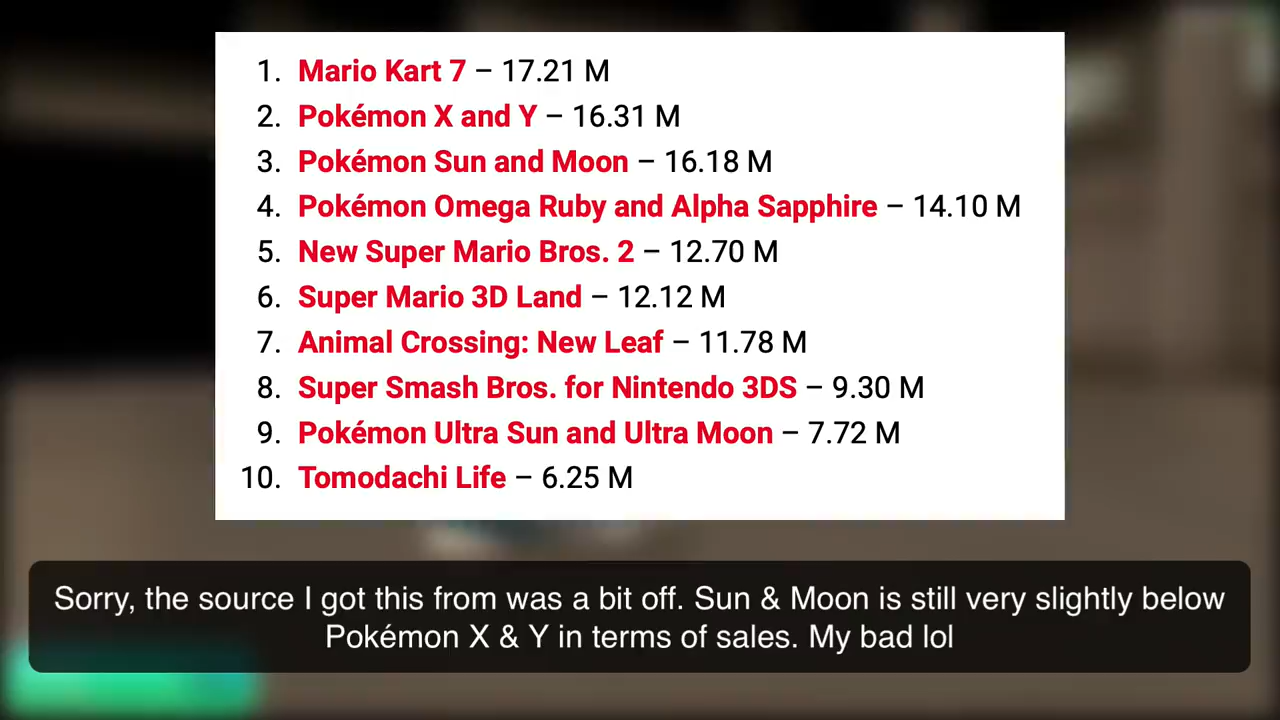 1. Mario Kart 7 – 17.21 M
2. Pokémon X and Y – 16.31 M
3. Pokémon Sun and Moon – 16.18 M
4. Pokémon Omega Ruby and Alpha Sapphire – 14.10 M
5. New Super Mario Bros. 2 – 12.70 M
6. Super Mario 3D Land – 12.12 M
7. Animal Crossing: New Leaf – 11.78 M
8. Super Smash Bros. for Nintendo 3DS – 9.30 M
9. Pokémon Ultra Sun and Ultra Moon – 7.72 M
10. Tomodachi Life – 6.25 M
Sorry, the source I got this from was a bit off. Sun & Moon is still very slightly below
Pokémon X & Y in terms of sales. My bad lol